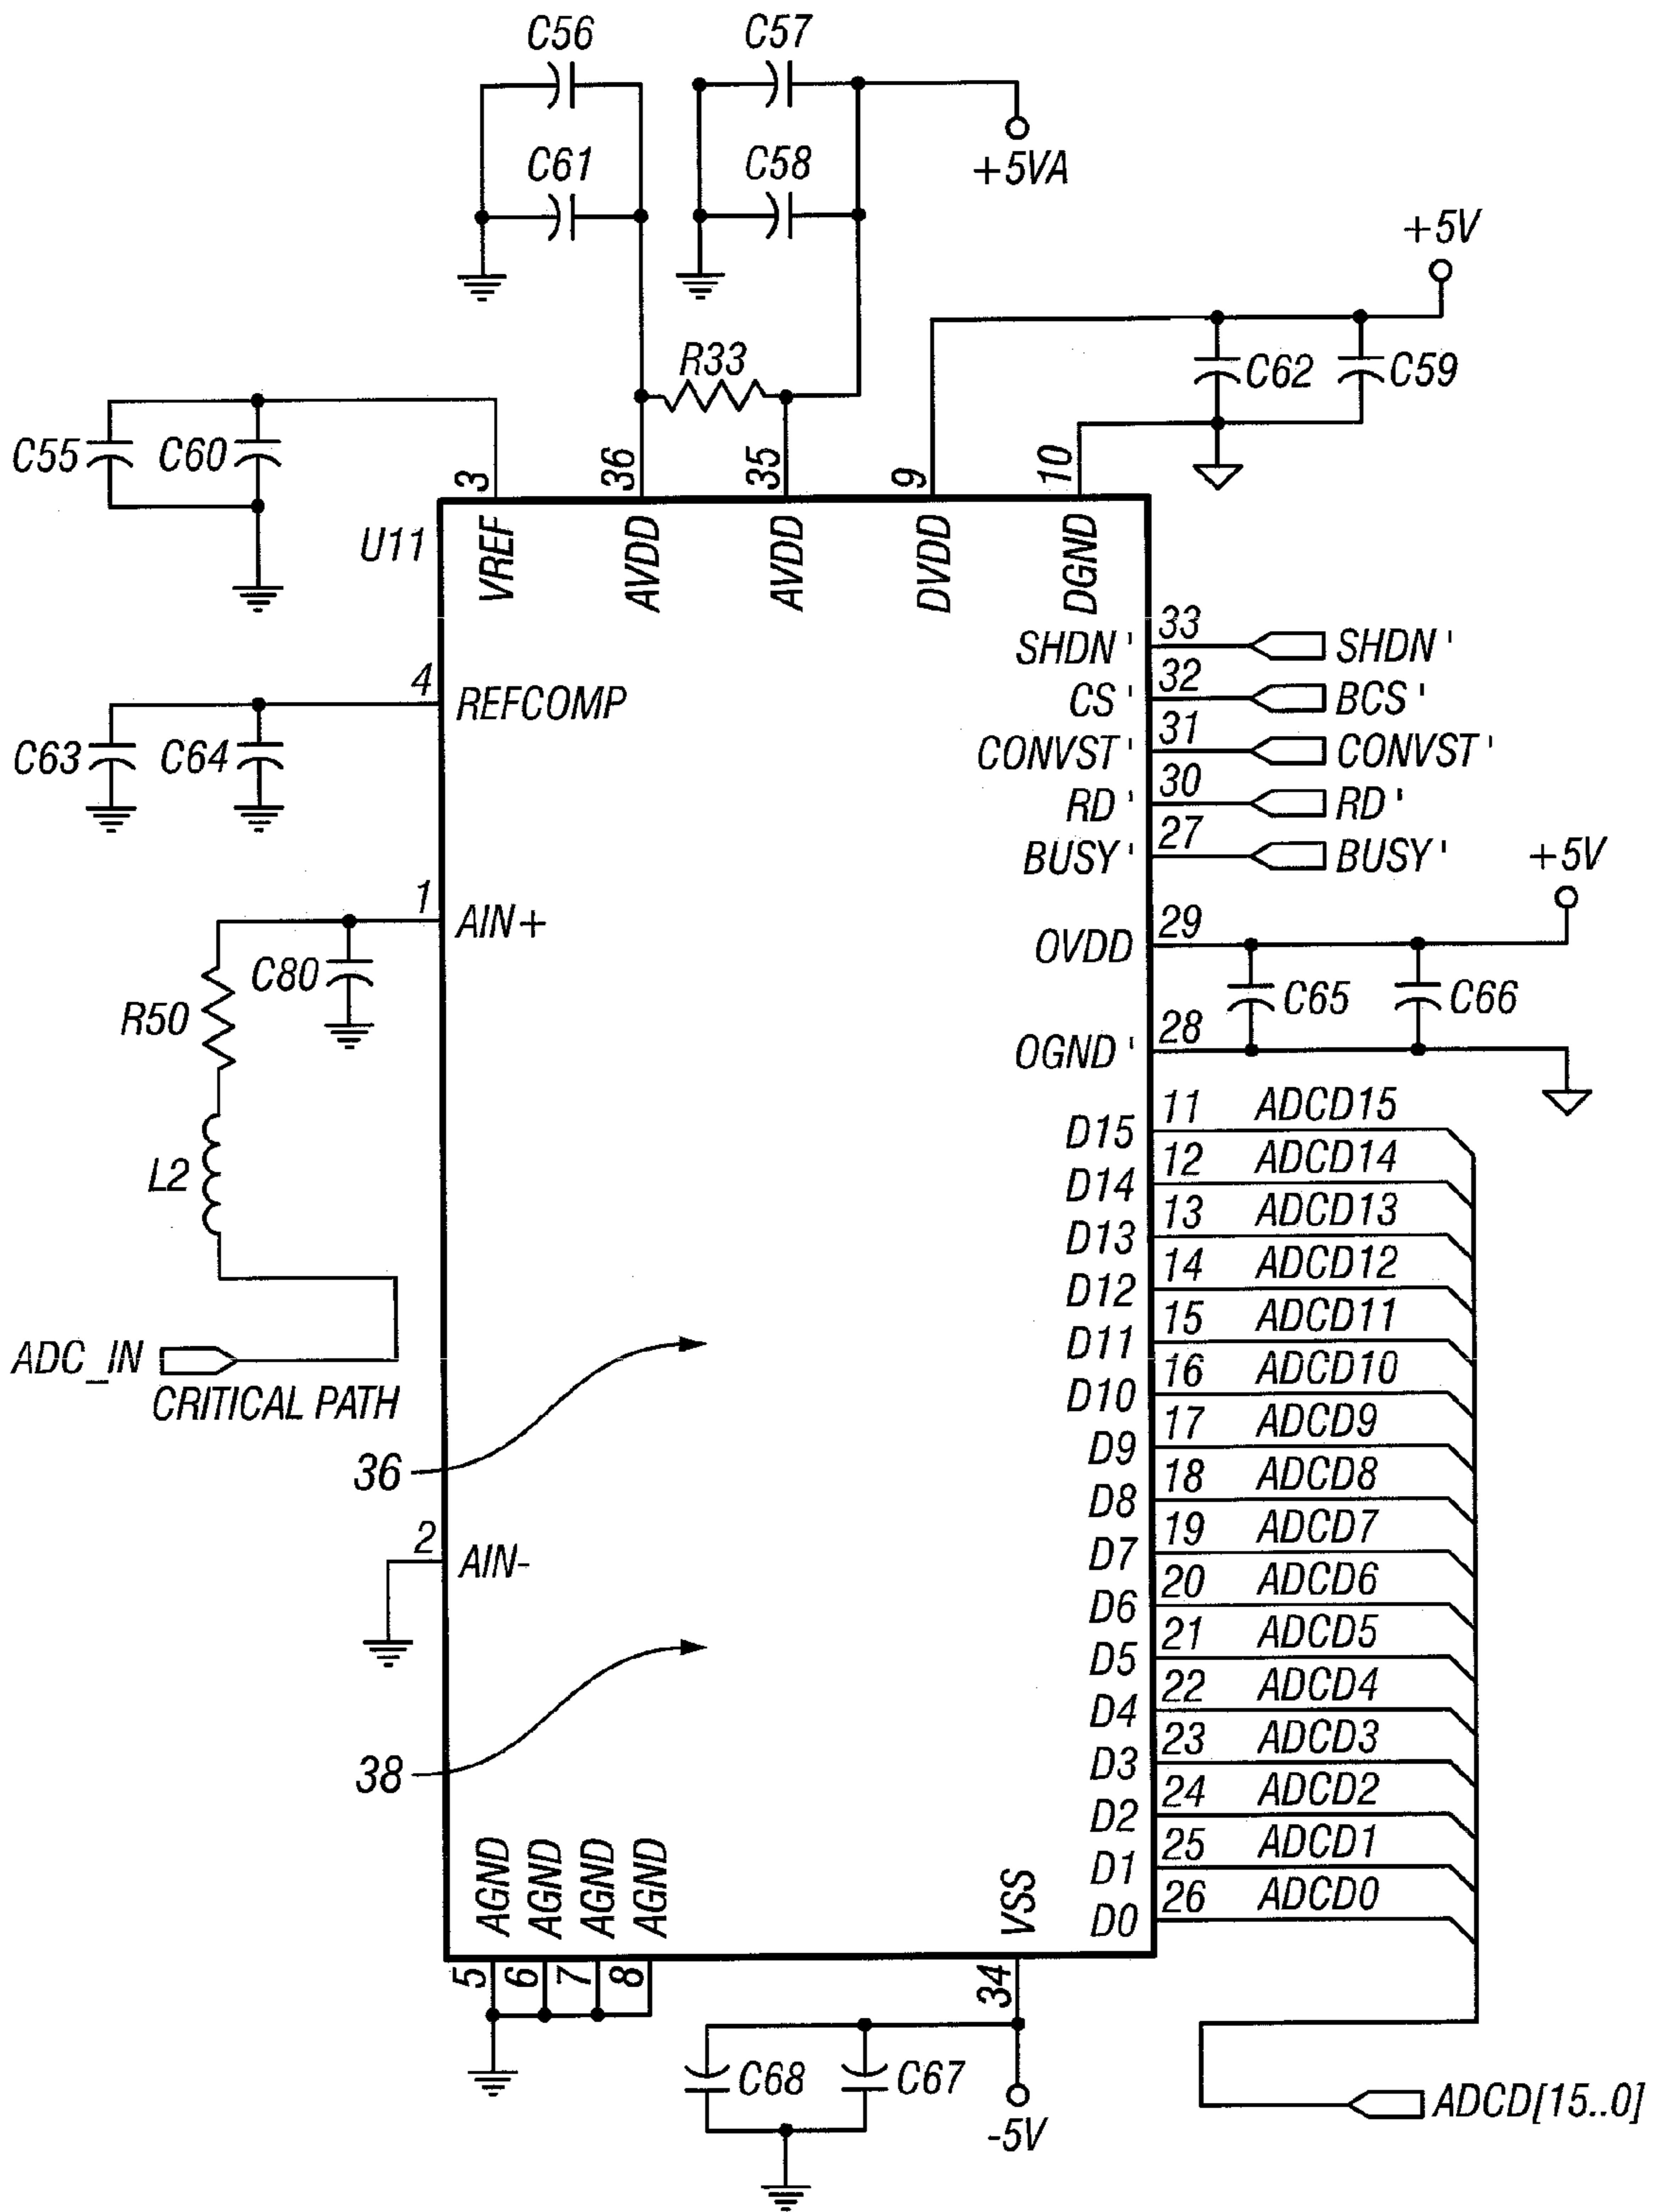 C56
C57
C61
C58
+5VA
+5V
R33
C62
C59
C55
C60
3
36
35
9
10
U11
VREF
AVDD
AVDD
DVDD
DGND
SHDN'
33
SHDN'
CS'
32
BCS'
CONVST'
31
CONVST'
RD'
30
RD'
BUSY'
27
BUSY'
4
REFCOMP
C63
C64
+5V
1
AIN+
C80
R50
L2
OVDD
29
C65
C66
OGND'
28
D15
11
ADCD15
D14
12
ADCD14
D13
13
ADCD13
D12
14
ADCD12
D11
15
ADCD11
D10
16
ADCD10
D9
17
ADCD9
D8
18
ADCD8
D7
19
ADCD7
D6
20
ADCD6
D5
21
ADCD5
D4
22
ADCD4
D3
23
ADCD3
D2
24
ADCD2
D1
25
ADCD1
D0
26
ADCD0
ADC_IN
CRITICAL PATH
36
2
AIN-
38
AGND
AGND
AGND
AGND
VSS
5
6
7
8
34
C68
C67
-5V
ADCD[15..0]